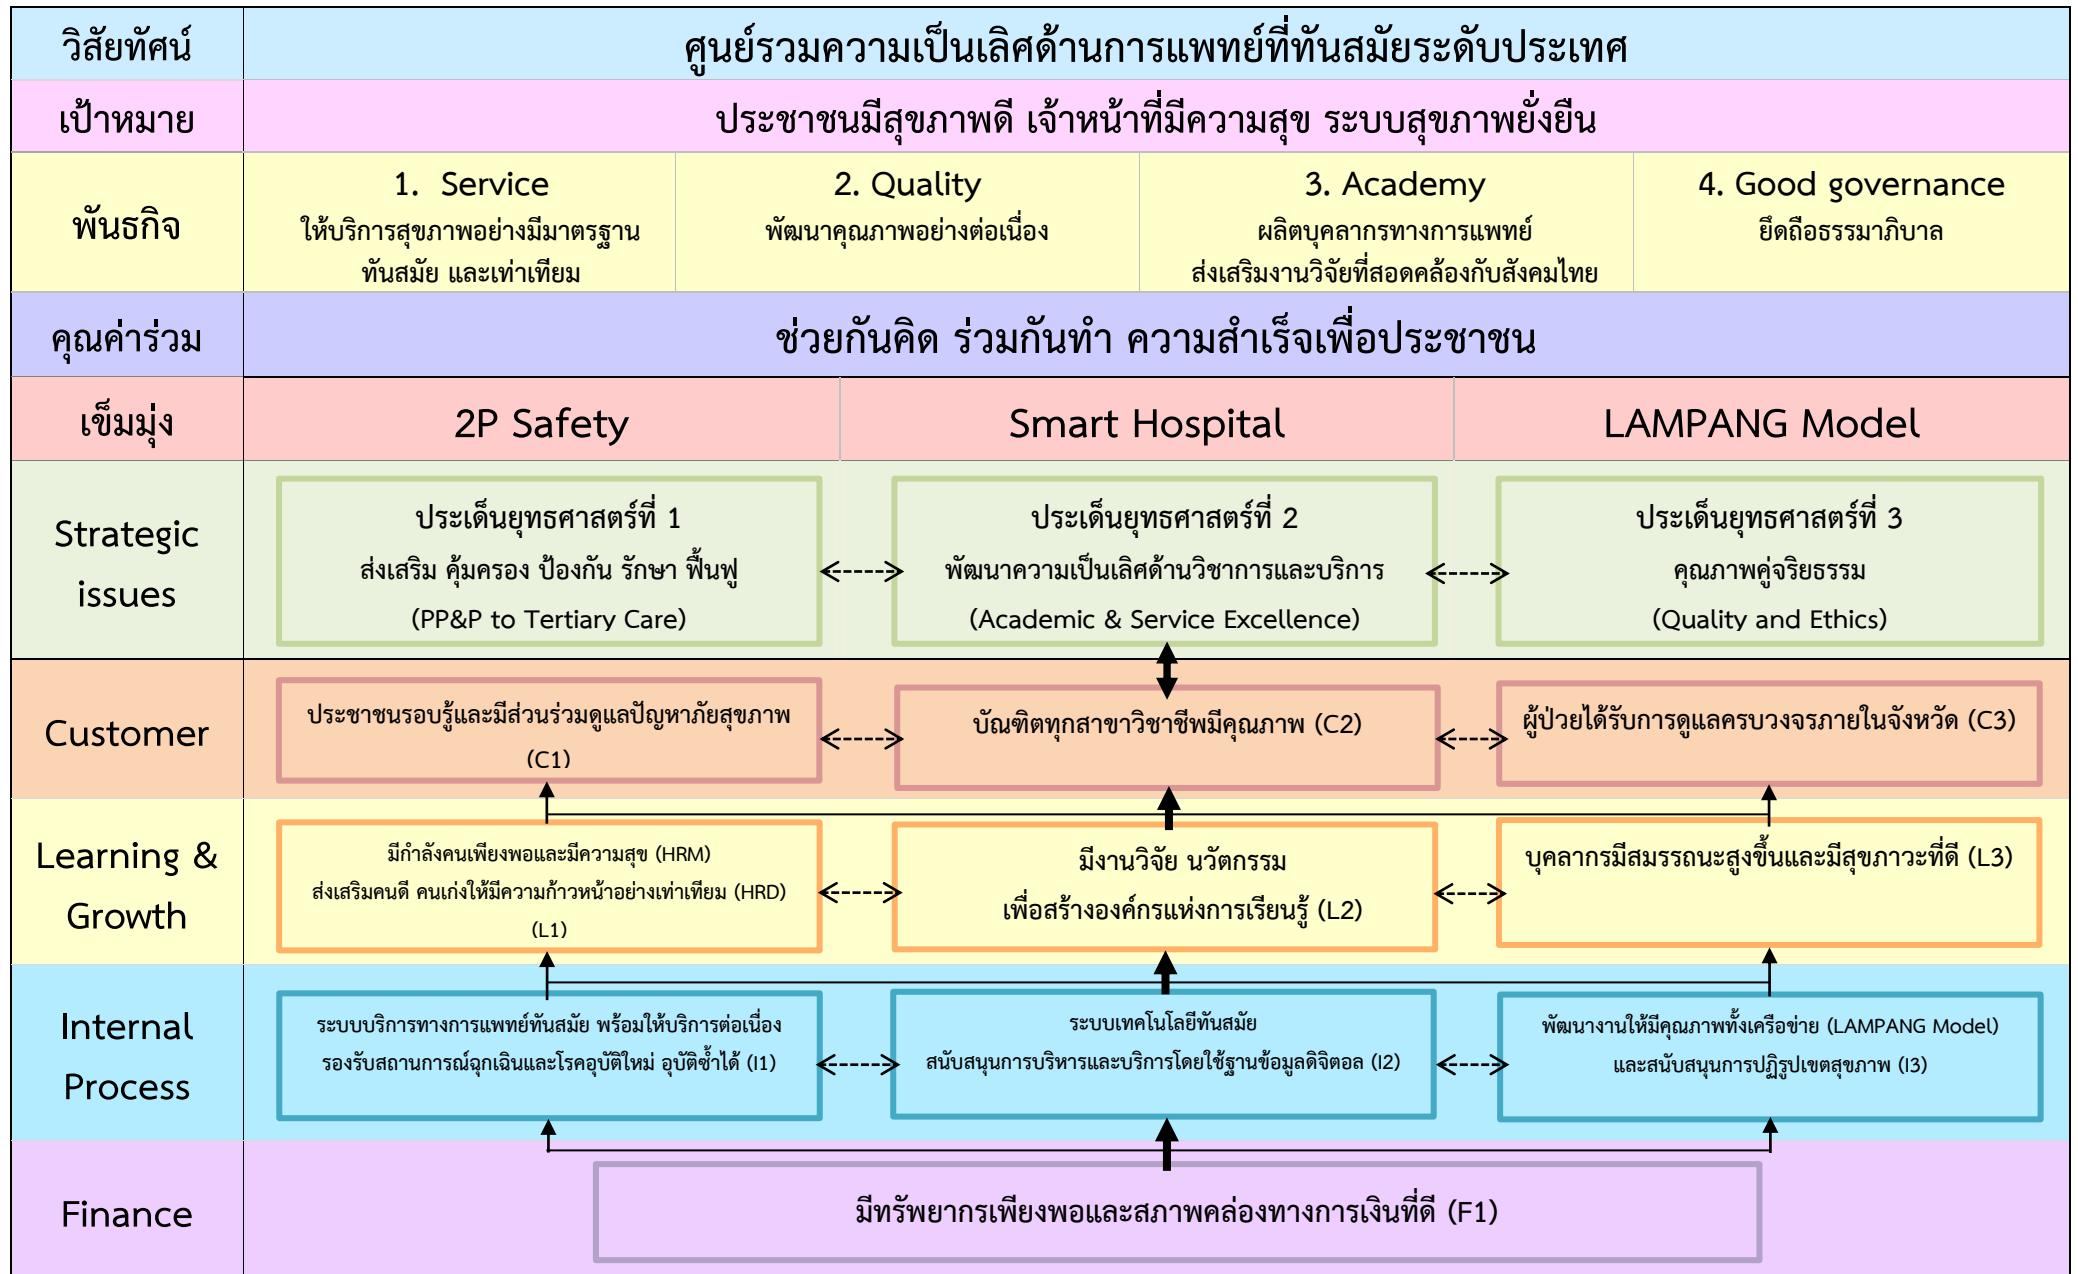 วิสัยทัศน์
ศูนย์รวมความเป็นเลิศด้านการแพทย์ที่ทันสมัยระดับประเทศ
เป้าหมาย
ประชาชนมีสุขภาพดี เจ้าหน้าที่มีความสุข ระบบสุขภาพยั่งยืน
พันธกิจ
1. Service
ให้บริการสุขภาพอย่างมีมาตรฐาน
ทันสมัย และเท่าเทียม
2. Quality
พัฒนาคุณภาพอย่างต่อเนื่อง
3. Academy
ผลิตบุคลากรทางการแพทย์
ส่งเสริมงานวิจัยที่สอดคล้องกับสังคมไทย
4. Good governance
ยึดถือธรรมาภิบาล
คุณค่าร่วม
ช่วยกันคิด ร่วมกันทำ ความสำเร็จเพื่อประชาชน
เข็มมุ่ง
2P Safety
Smart Hospital
LAMPANG Model
Strategic
issues
ประเด็นยุทธศาสตร์ที่ 1
ส่งเสริม คุ้มครอง ป้องกัน รักษา ฟื้นฟู
(PP&P to Tertiary Care)
ประเด็นยุทธศาสตร์ที่ 2
พัฒนาความเป็นเลิศด้านวิชาการและบริการ
(Academic & Service Excellence)
ประเด็นยุทธศาสตร์ที่ 3
คุณภาพคู่จริยธรรม
(Quality and Ethics)
Customer
ประชาชนรอบรู้และมีส่วนร่วมดูแลปัญหาภัยสุขภาพ
(C1)
บัณฑิตทุกสาขาวิชาชีพมีคุณภาพ (C2)
ผู้ป่วยได้รับการดูแลครบวงจรภายในจังหวัด (C3)
Learning &
Growth
มีกำลังคนเพียงพอและมีความสุข (HRM)
ส่งเสริมคนดี คนเก่งให้มีความก้าวหน้าอย่างเท่าเทียม (HRD)
(L1)
มีงานวิจัย นวัตกรรม
เพื่อสร้างองค์กรแห่งการเรียนรู้ (L2)
บุคลากรมีสมรรถนะสูงขึ้นและมีสุขภาวะที่ดี (L3)
Internal
Process
ระบบบริการทางการแพทย์ทันสมัย พร้อมให้บริการต่อเนื่อง
รองรับสถานการณ์ฉุกเฉินและโรคอุบัติใหม่ อุบัติซ้ำได้ (I1)
ระบบเทคโนโลยีทันสมัย
สนับสนุนการบริหารและบริการโดยใช้ฐานข้อมูลดิจิตอล (I2)
พัฒนางานให้มีคุณภาพทั้งเครือข่าย (LAMPANG Model)
และสนับสนุนการปฏิรูปเขตสุขภาพ (I3)
Finance
มีทรัพยากรเพียงพอและสภาพคล่องทางการเงินที่ดี (F1)